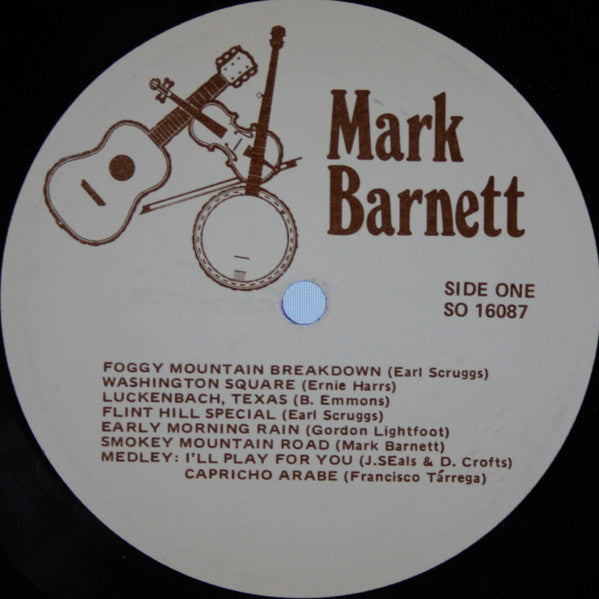 Mark
Barnett
SIDE ONE
SO 16087
FOGGY MOUNTAIN BREAKDOWN (Earl Scruggs)
WASHINGTON SQUARE (Ernie Harrs)
LUCKENBACH, TEXAS (B. Emmons)
FLINT HILL SPECIAL (Earl Scruggs)
EARLY MORNING RAIN (Gordon Lightfoot)
SMOKEY MOUNTAIN ROAD (Mark Barnett)
MEDLEY: I'LL PLAY FOR YOU (J.SEals & D. Crofts)
CAPRICHO ARABE (Francisco Tárrega)